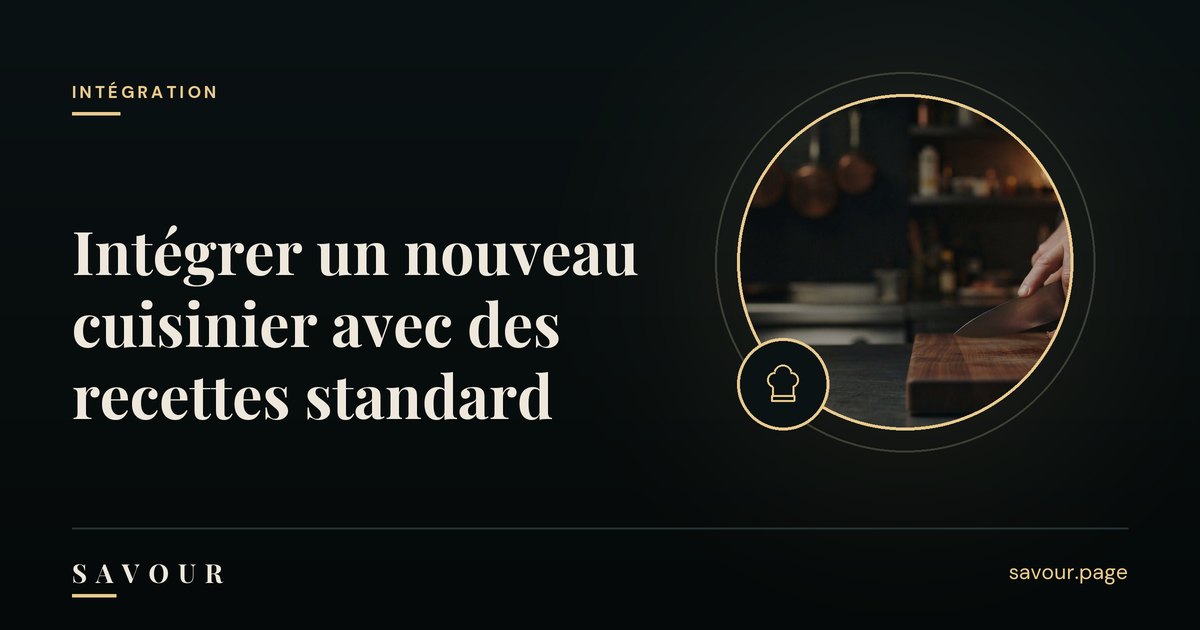 INTÉGRATION
Intégrer un nouveau
cuisinier avec des
recettes standard
SAVOUR
savour.page